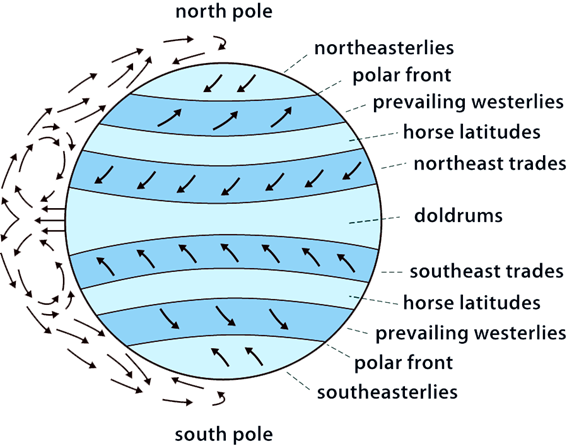 north pole
northeasterlies
polar front
prevailing westerlies
horse latitudes
northeast trades
doldrums
southeast trades
horse latitudes
prevailing westerlies
polar front
southeasterlies
south pole